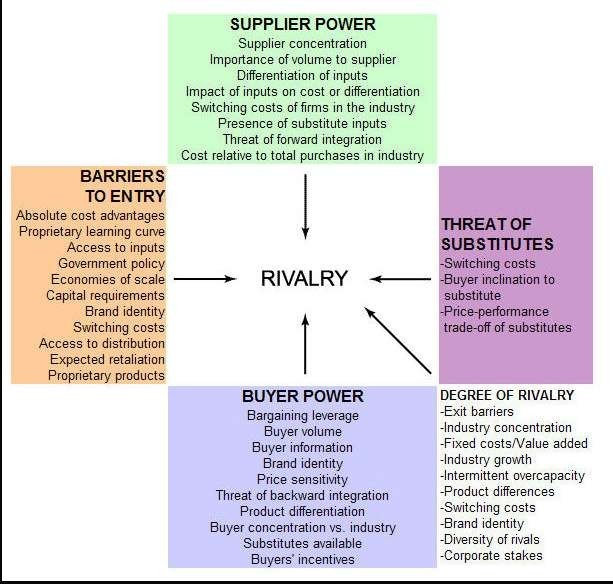 SUPPLIER POWER
Supplier concentration
Importance of volume to supplier
Differentiation of inputs
Impact of inputs on cost or differentiation
Switching costs of firms in the industry
Presence of substitute inputs
Threat of forward integration
Cost relative to total purchases in industry
BARRIERS
TO ENTRY
Absolute cost advantages
Proprietary learning curve
Access to inputs
Government policy
Economies of scale
Capital requirements
Brand identity
Switching costs
Access to distribution
Expected retaliation
Proprietary products
RIVALRY
THREAT OF
SUBSTITUTES
-Switching costs
-Buyer inclination to
substitute
-Price-performance
trade-off of substitutes
BUYER POWER
Bargaining leverage
Buyer volume
Buyer information
Brand identity
Price sensitivity
Threat of backward integration
Product differentiation
Buyer concentration vs. industry
Substitutes available
Buyers' incentives
DEGREE OF RIVALRY
-Exit barriers
-Industry concentration
-Fixed costs/Value added
-Industry growth
-Intermittent overcapacity
-Product differences
-Switching costs
-Brand identity
-Diversity of rivals
-Corporate stakes